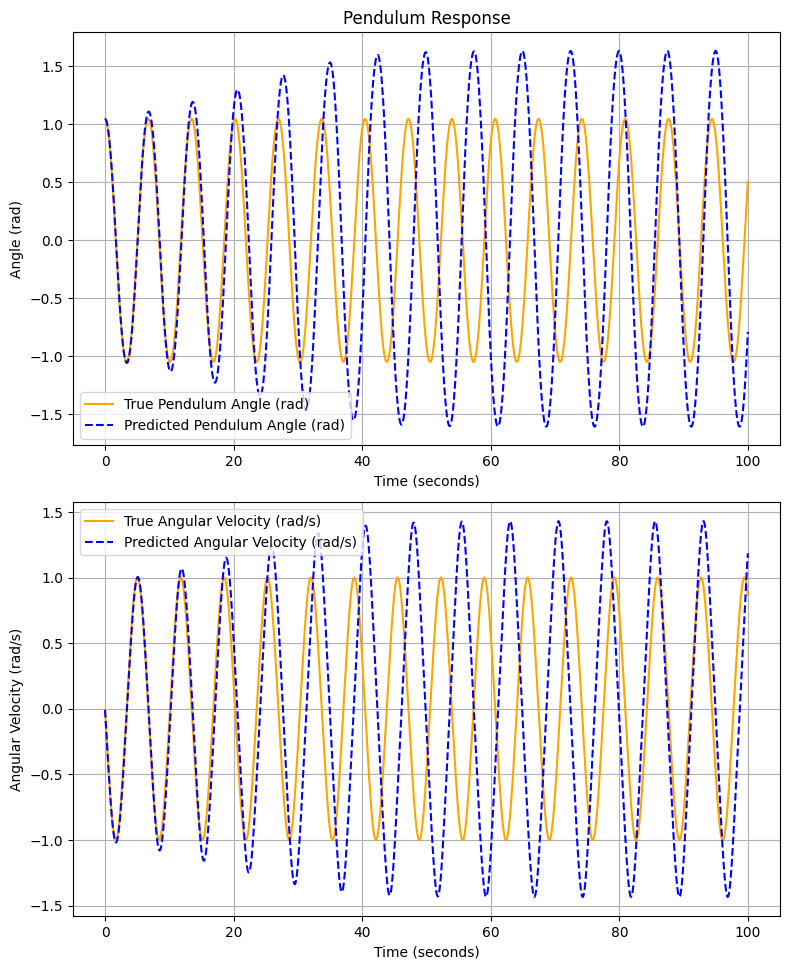 Pendulum Response
1.5
1.0
0.5
0.0
−0.5
−1.0
−1.5
Angle (rad)
True Pendulum Angle (rad)
Predicted Pendulum Angle (rad)
0 20 40 60 80 100
Time (seconds)
1.5
1.0
0.5
0.0
−0.5
−1.0
−1.5
Angular Velocity (rad/s)
True Angular Velocity (rad/s)
Predicted Angular Velocity (rad/s)
0 20 40 60 80 100
Time (seconds)